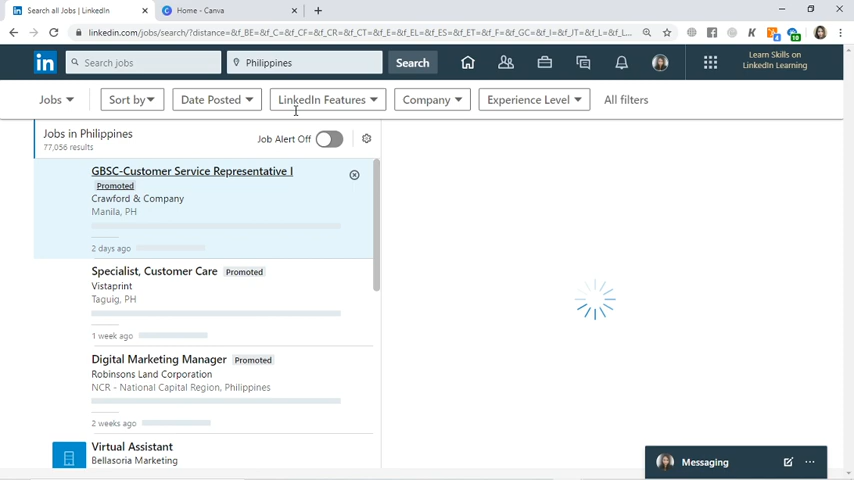 Search all Jobs | LinkedIn
Home - Canva
linkedin.com/jobs/search/?distance=&f_BE=&f_C=&f_CF=&f_CR=&f_CT=&f_E=&f_EL=&f_ES=&f_ET=&f_F=&f_GC=&f_I=&f_JT=&f_L=&f_L...
Search jobs
Philippines
Search
Learn Skills on
LinkedIn Learning
Jobs
Sort by
Date Posted
LinkedIn Features
Company
Experience Level
All filters
Jobs in Philippines
77,056 results
Job Alert Off
GBSC-Customer Service Representative I
Promoted
Crawford & Company
Manila, PH
2 days ago
Specialist, Customer Care Promoted
Vistaprint
Taguig, PH
1 week ago
Digital Marketing Manager Promoted
Robinsons Land Corporation
NCR - National Capital Region, Philippines
2 weeks ago
Virtual Assistant
Bellasoria Marketing
Messaging